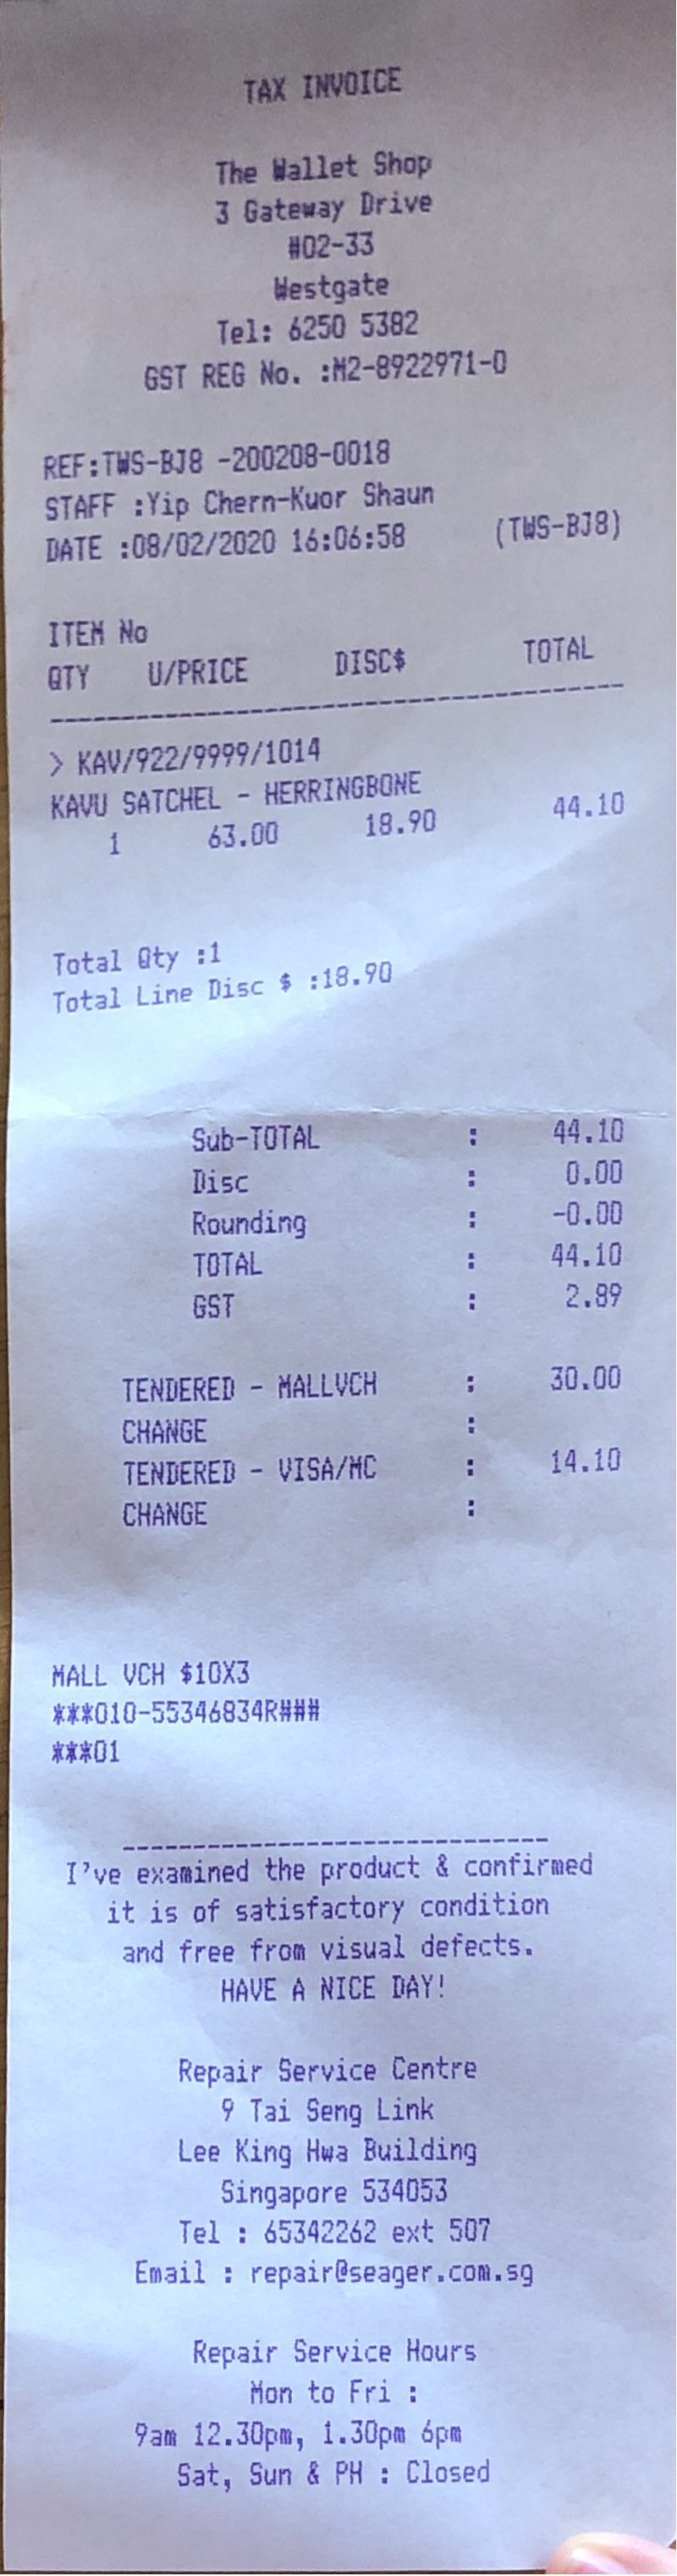 TAX INVOICE
The Wallet Shop
3 Gateway Drive
#02-33
Westgate
Tel: 6250 5382
GST REG No. :M2-8922971-0
REF:TWS-BJ8 -200208-0018
STAFF :Yip Chern-Kuor Shaun
DATE :08/02/2020 16:06:58 (TWS-BJ8)
ITEM No
QTY U/PRICE DISC$ TOTAL
> KAV/922/9999/1014
KAVU SATCHEL - HERRINGBONE
1 63.00 18.90 44.10
Total Qty :1
Total Line Disc $ :18.90
Sub-TOTAL : 44.10
Disc : 0.00
Rounding : -0.00
TOTAL : 44.10
GST : 2.89
TENDERED - MALLVCH : 30.00
CHANGE :
TENDERED - VISA/MC : 14.10
CHANGE :
MALL VCH $10X3
***010-55346834R###
***01
I've examined the product & confirmed
it is of satisfactory condition
and free from visual defects.
HAVE A NICE DAY!
Repair Service Centre
9 Tai Seng Link
Lee King Hwa Building
Singapore 534053
Tel : 65342262 ext 507
Email : repair@seager.com.sg
Repair Service Hours
Mon to Fri :
9am 12.30pm, 1.30pm 6pm
Sat, Sun & PH : Closed